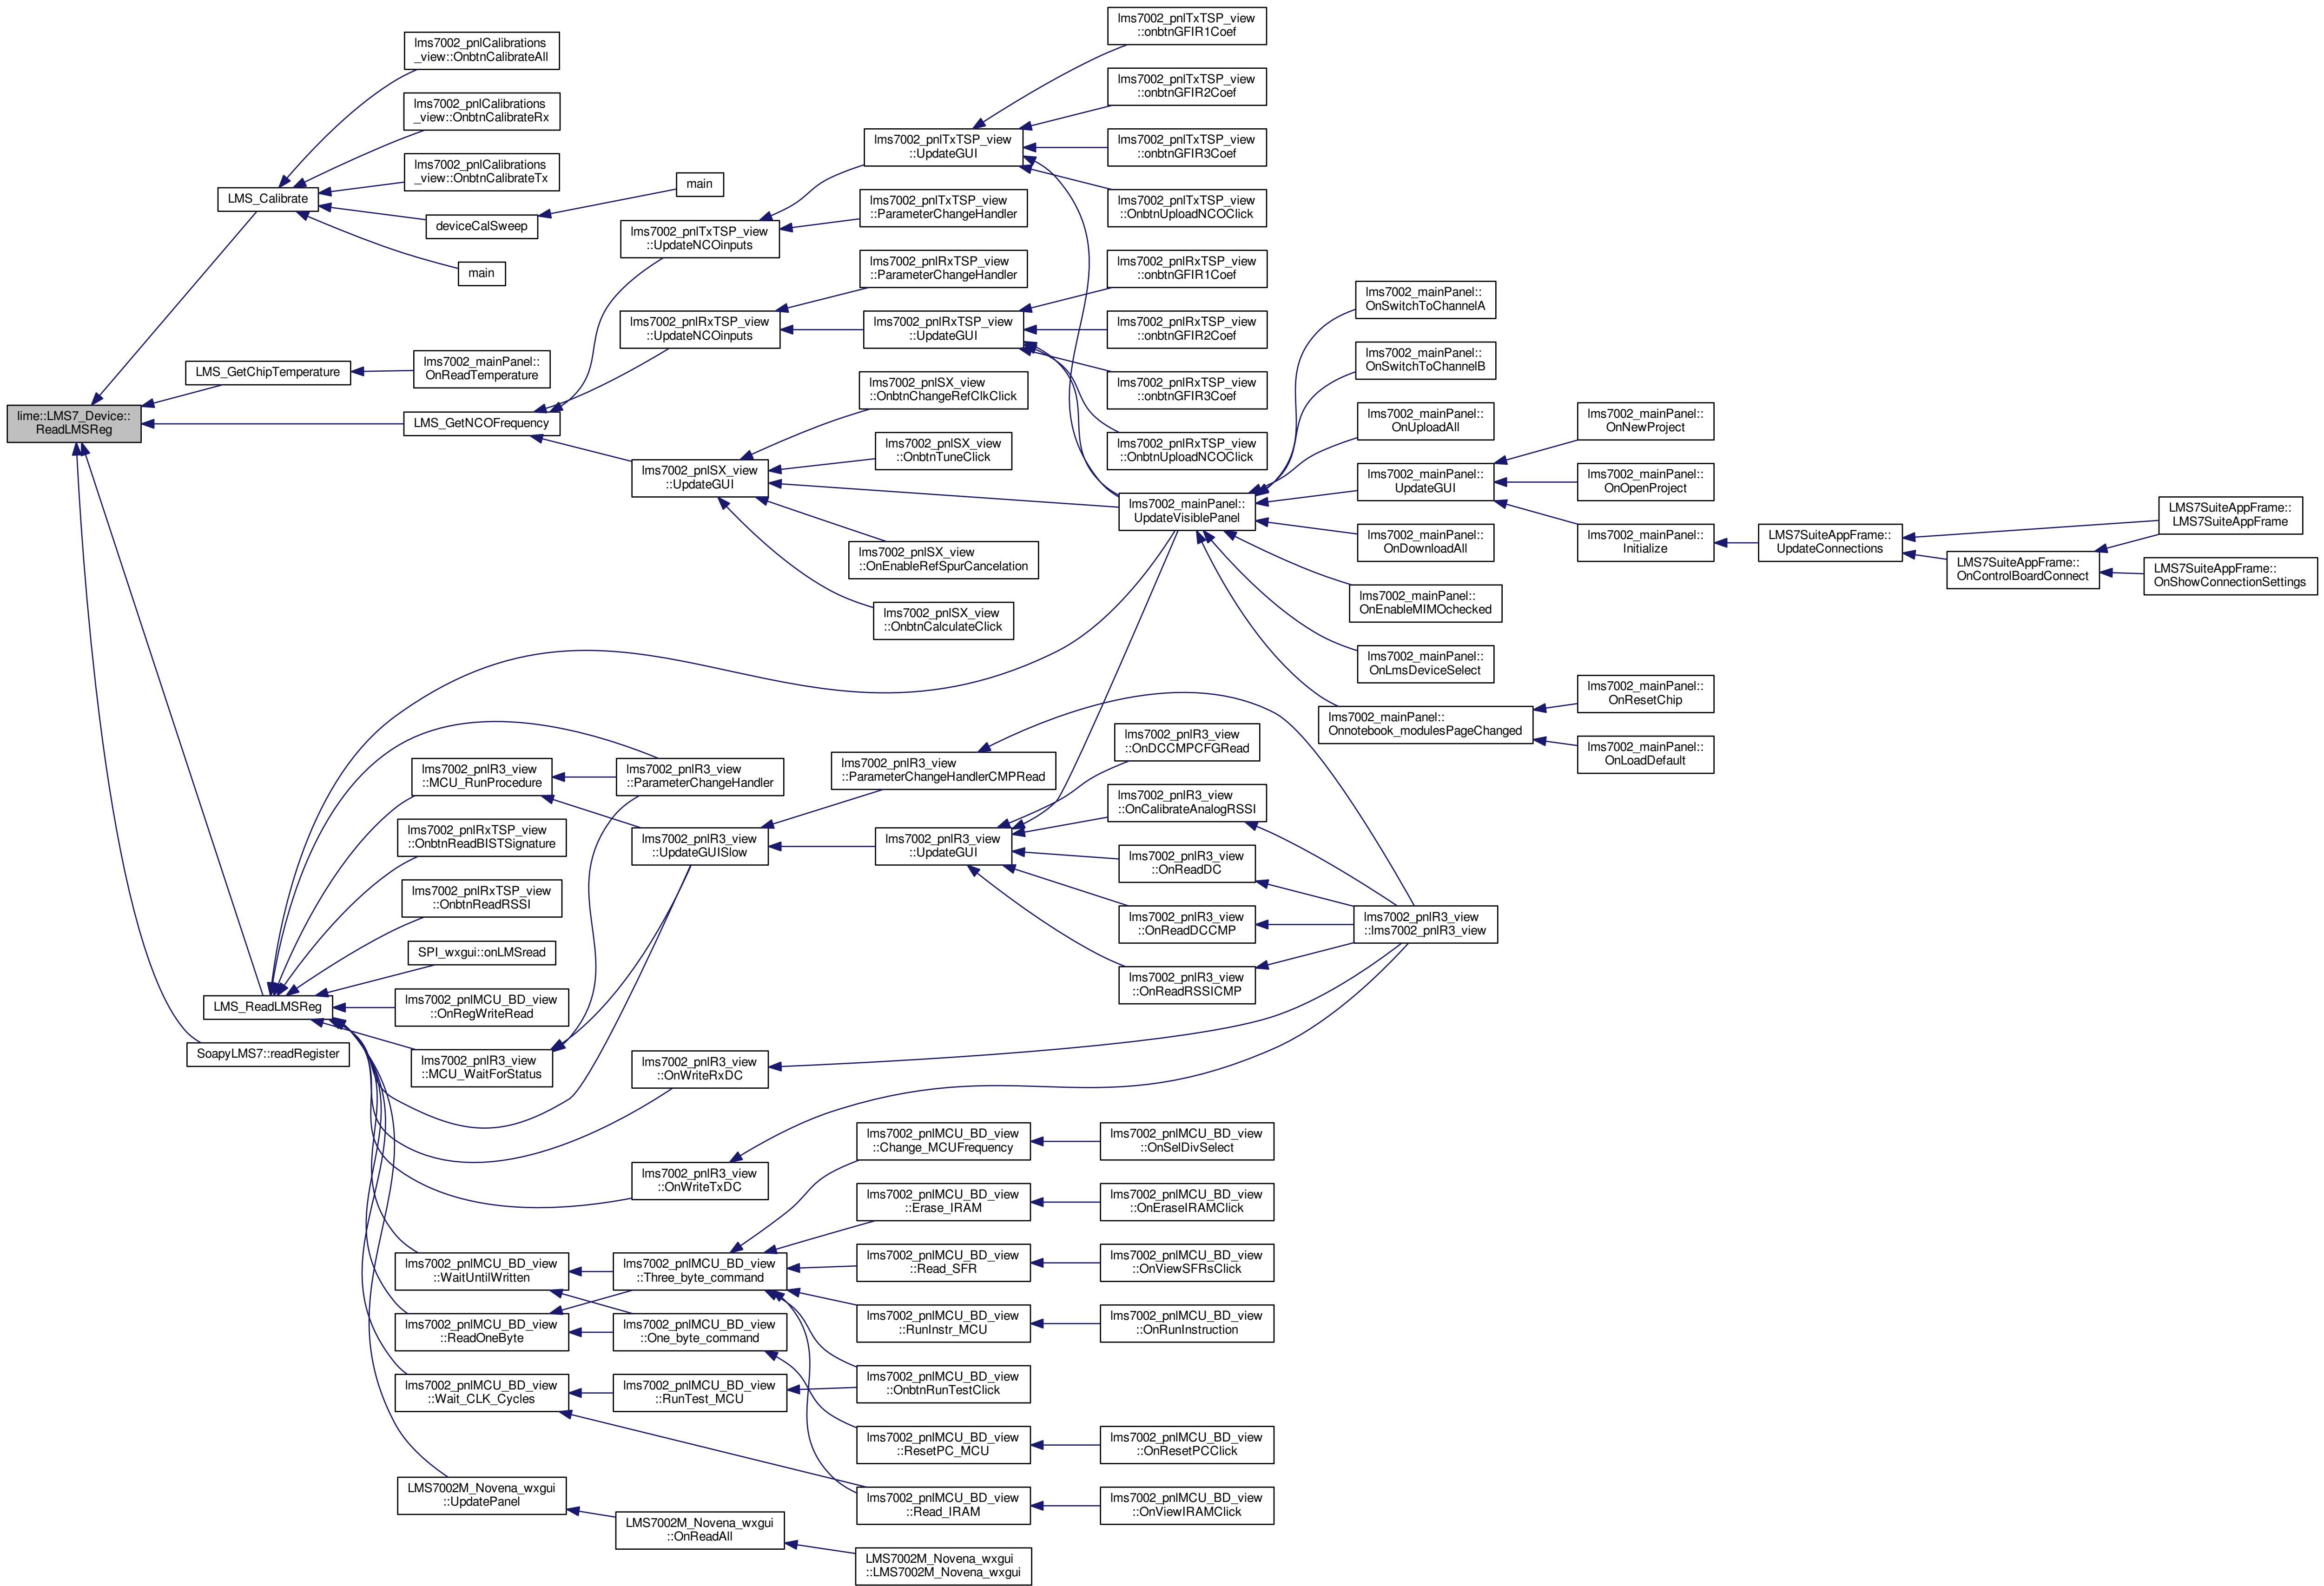 lime::LMS7_Device::
ReadLMSReg
LMS_Calibrate
LMS_GetChipTemperature
LMS_GetNCOFrequency
LMS_ReadLMSReg
SoapyLMS7::readRegister
lms7002_pnlCalibrations
_view::OnbtnCalibrateAll
lms7002_pnlCalibrations
_view::OnbtnCalibrateRx
lms7002_pnlCalibrations
_view::OnbtnCalibrateTx
deviceCalSweep
main
main
lms7002_mainPanel::
OnReadTemperature
lms7002_pnlTxTSP_view
::UpdateNCOinputs
lms7002_pnlRxTSP_view
::UpdateNCOinputs
lms7002_pnlSX_view
::UpdateGUI
lms7002_pnlTxTSP_view
::UpdateGUI
lms7002_pnlTxTSP_view
::ParameterChangeHandler
lms7002_pnlRxTSP_view
::ParameterChangeHandler
lms7002_pnlRxTSP_view
::UpdateGUI
lms7002_pnlSX_view
::OnbtnChangeRefClkClick
lms7002_pnlSX_view
::OnbtnTuneClick
lms7002_pnlSX_view
::OnEnableRefSpurCancelation
lms7002_pnlSX_view
::OnbtnCalculateClick
lms7002_pnlTxTSP_view
::onbtnGFIR1Coef
lms7002_pnlTxTSP_view
::onbtnGFIR2Coef
lms7002_pnlTxTSP_view
::onbtnGFIR3Coef
lms7002_pnlTxTSP_view
::OnbtnUploadNCOClick
lms7002_pnlRxTSP_view
::onbtnGFIR1Coef
lms7002_pnlRxTSP_view
::onbtnGFIR2Coef
lms7002_pnlRxTSP_view
::onbtnGFIR3Coef
lms7002_pnlRxTSP_view
::OnbtnUploadNCOClick
lms7002_mainPanel::
UpdateVisiblePanel
lms7002_mainPanel::
OnSwitchToChannelA
lms7002_mainPanel::
OnSwitchToChannelB
lms7002_mainPanel::
OnUploadAll
lms7002_mainPanel::
UpdateGUI
lms7002_mainPanel::
OnDownloadAll
lms7002_mainPanel::
OnEnableMIMOchecked
lms7002_mainPanel::
OnLmsDeviceSelect
lms7002_mainPanel::
Onnotebook_modulesPageChanged
lms7002_mainPanel::
OnNewProject
lms7002_mainPanel::
OnOpenProject
lms7002_mainPanel::
Initialize
lms7002_mainPanel::
OnResetChip
lms7002_mainPanel::
OnLoadDefault
LMS7SuiteAppFrame::
UpdateConnections
LMS7SuiteAppFrame::
OnControlBoardConnect
LMS7SuiteAppFrame::
LMS7SuiteAppFrame
LMS7SuiteAppFrame::
OnShowConnectionSettings
lms7002_pnlR3_view
::MCU_RunProcedure
lms7002_pnlRxTSP_view
::OnbtnReadBISTSignature
lms7002_pnlRxTSP_view
::OnbtnReadRSSI
SPI_wxgui::onLMSread
lms7002_pnlMCU_BD_view
::OnRegWriteRead
lms7002_pnlR3_view
::MCU_WaitForStatus
lms7002_pnlR3_view
::ParameterChangeHandler
lms7002_pnlR3_view
::UpdateGUISlow
lms7002_pnlR3_view
::OnWriteRxDC
lms7002_pnlR3_view
::OnWriteTxDC
lms7002_pnlR3_view
::ParameterChangeHandlerCMPRead
lms7002_pnlR3_view
::UpdateGUI
lms7002_pnlR3_view
::OnDCCMPCFGRead
lms7002_pnlR3_view
::OnCalibrateAnalogRSSI
lms7002_pnlR3_view
::OnReadDC
lms7002_pnlR3_view
::OnReadDCCMP
lms7002_pnlR3_view
::OnReadRSSICMP
lms7002_pnlR3_view
::lms7002_pnlR3_view
lms7002_pnlMCU_BD_view
::WaitUntilWritten
lms7002_pnlMCU_BD_view
::ReadOneByte
lms7002_pnlMCU_BD_view
::Wait_CLK_Cycles
LMS7002M_Novena_wxgui
::UpdatePanel
lms7002_pnlMCU_BD_view
::Three_byte_command
lms7002_pnlMCU_BD_view
::One_byte_command
lms7002_pnlMCU_BD_view
::RunTest_MCU
LMS7002M_Novena_wxgui
::OnReadAll
lms7002_pnlMCU_BD_view
::Change_MCUFrequency
lms7002_pnlMCU_BD_view
::Erase_IRAM
lms7002_pnlMCU_BD_view
::Read_SFR
lms7002_pnlMCU_BD_view
::RunInstr_MCU
lms7002_pnlMCU_BD_view
::OnbtnRunTestClick
lms7002_pnlMCU_BD_view
::ResetPC_MCU
lms7002_pnlMCU_BD_view
::Read_IRAM
LMS7002M_Novena_wxgui
::LMS7002M_Novena_wxgui
lms7002_pnlMCU_BD_view
::OnSelDivSelect
lms7002_pnlMCU_BD_view
::OnEraseIRAMClick
lms7002_pnlMCU_BD_view
::OnViewSFRsClick
lms7002_pnlMCU_BD_view
::OnRunInstruction
lms7002_pnlMCU_BD_view
::OnResetPCClick
lms7002_pnlMCU_BD_view
::OnViewIRAMClick